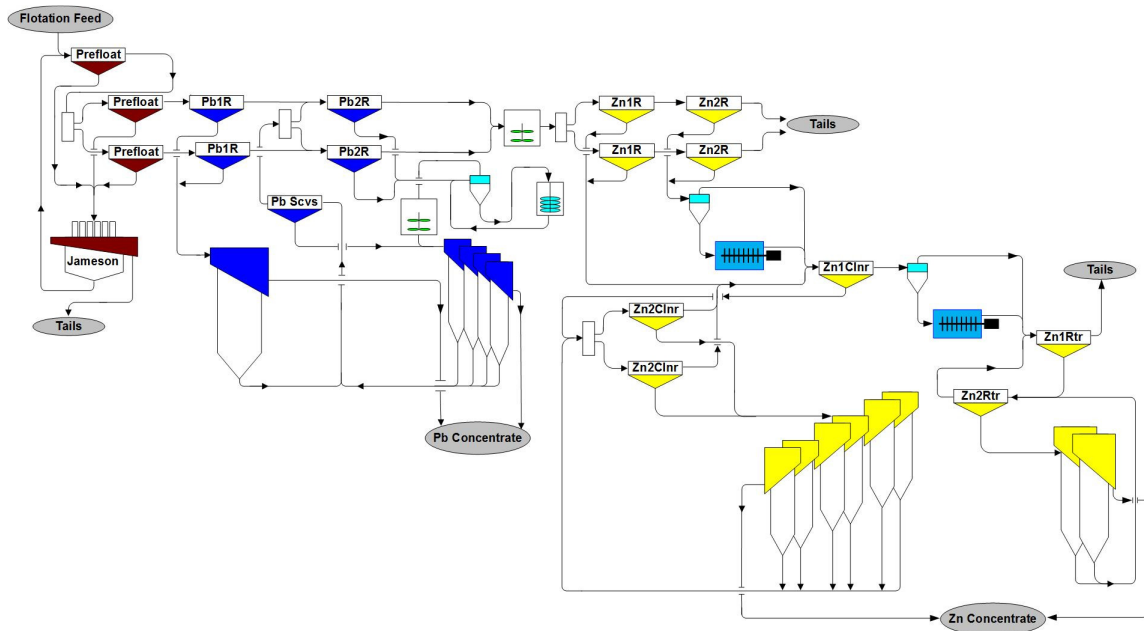 Flotation Feed
Prefloat
Prefloat
Pb1R
Pb2R
Zn1R
Zn2R
Tails
Prefloat
Pb1R
Pb2R
Zn1R
Zn2R
Pb Scvs
Jameson
Zn1Clnr
Tails
Zn2Clnr
Tails
Zn1Rtr
Zn2Clnr
Zn2Rtr
Pb Concentrate
Zn Concentrate